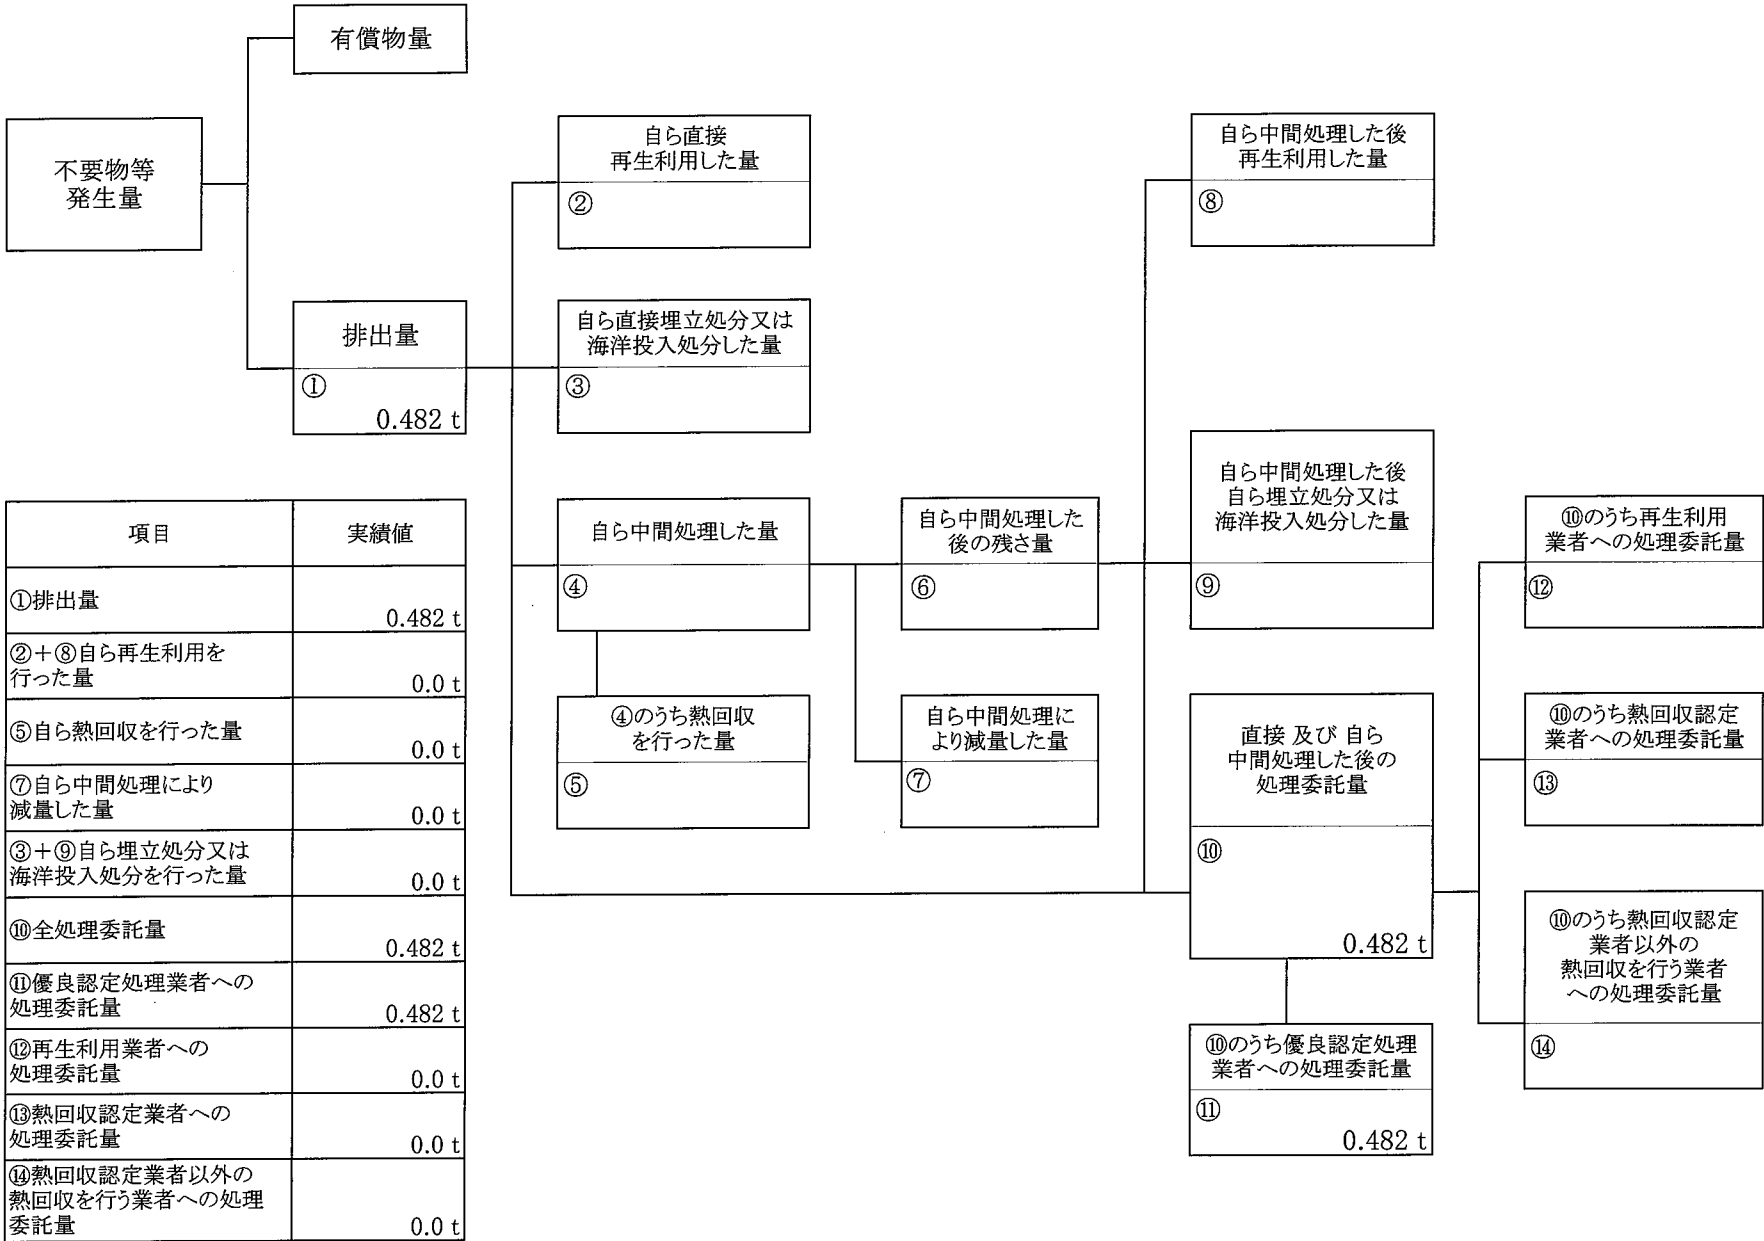 有償物量
不要物等
発生量
排出量
①
0.482 t
自ら直接
再生利用した量
②
自ら直接埋立処分又は
海洋投入処分した量
③
自ら中間処理した量
④
④のうち熱回収
を行った量
⑤
自ら中間処理した
後の残さ量
⑥
自ら中間処理に
より減量した量
⑦
自ら中間処理した後
再生利用した量
⑧
自ら中間処理した後
自ら埋立処分又は
海洋投入処分した量
⑨
直接 及び 自ら
中間処理した後の
処理委託量
⑩
0.482 t
⑩のうち優良認定処理
業者への処理委託量
⑪
0.482 t
⑩のうち再生利用
業者への処理委託量
⑫
⑩のうち熱回収認定
業者への処理委託量
⑬
⑩のうち熱回収認定
業者以外の
熱回収を行う業者
への処理委託量
⑭
項目 実績値
①排出量
0.482 t
②+⑧自ら再生利用を
行った量
0.0 t
⑤自ら熱回収を行った量
0.0 t
⑦自ら中間処理により
減量した量
0.0 t
③+⑨自ら埋立処分又は
海洋投入処分を行った量
0.0 t
⑩全処理委託量
0.482 t
⑪優良認定処理業者への
処理委託量
0.482 t
⑫再生利用業者への
処理委託量
0.0 t
⑬熱回収認定業者への
処理委託量
0.0 t
⑭熱回収認定業者以外の
熱回収を行う業者への処理
委託量
0.0 t